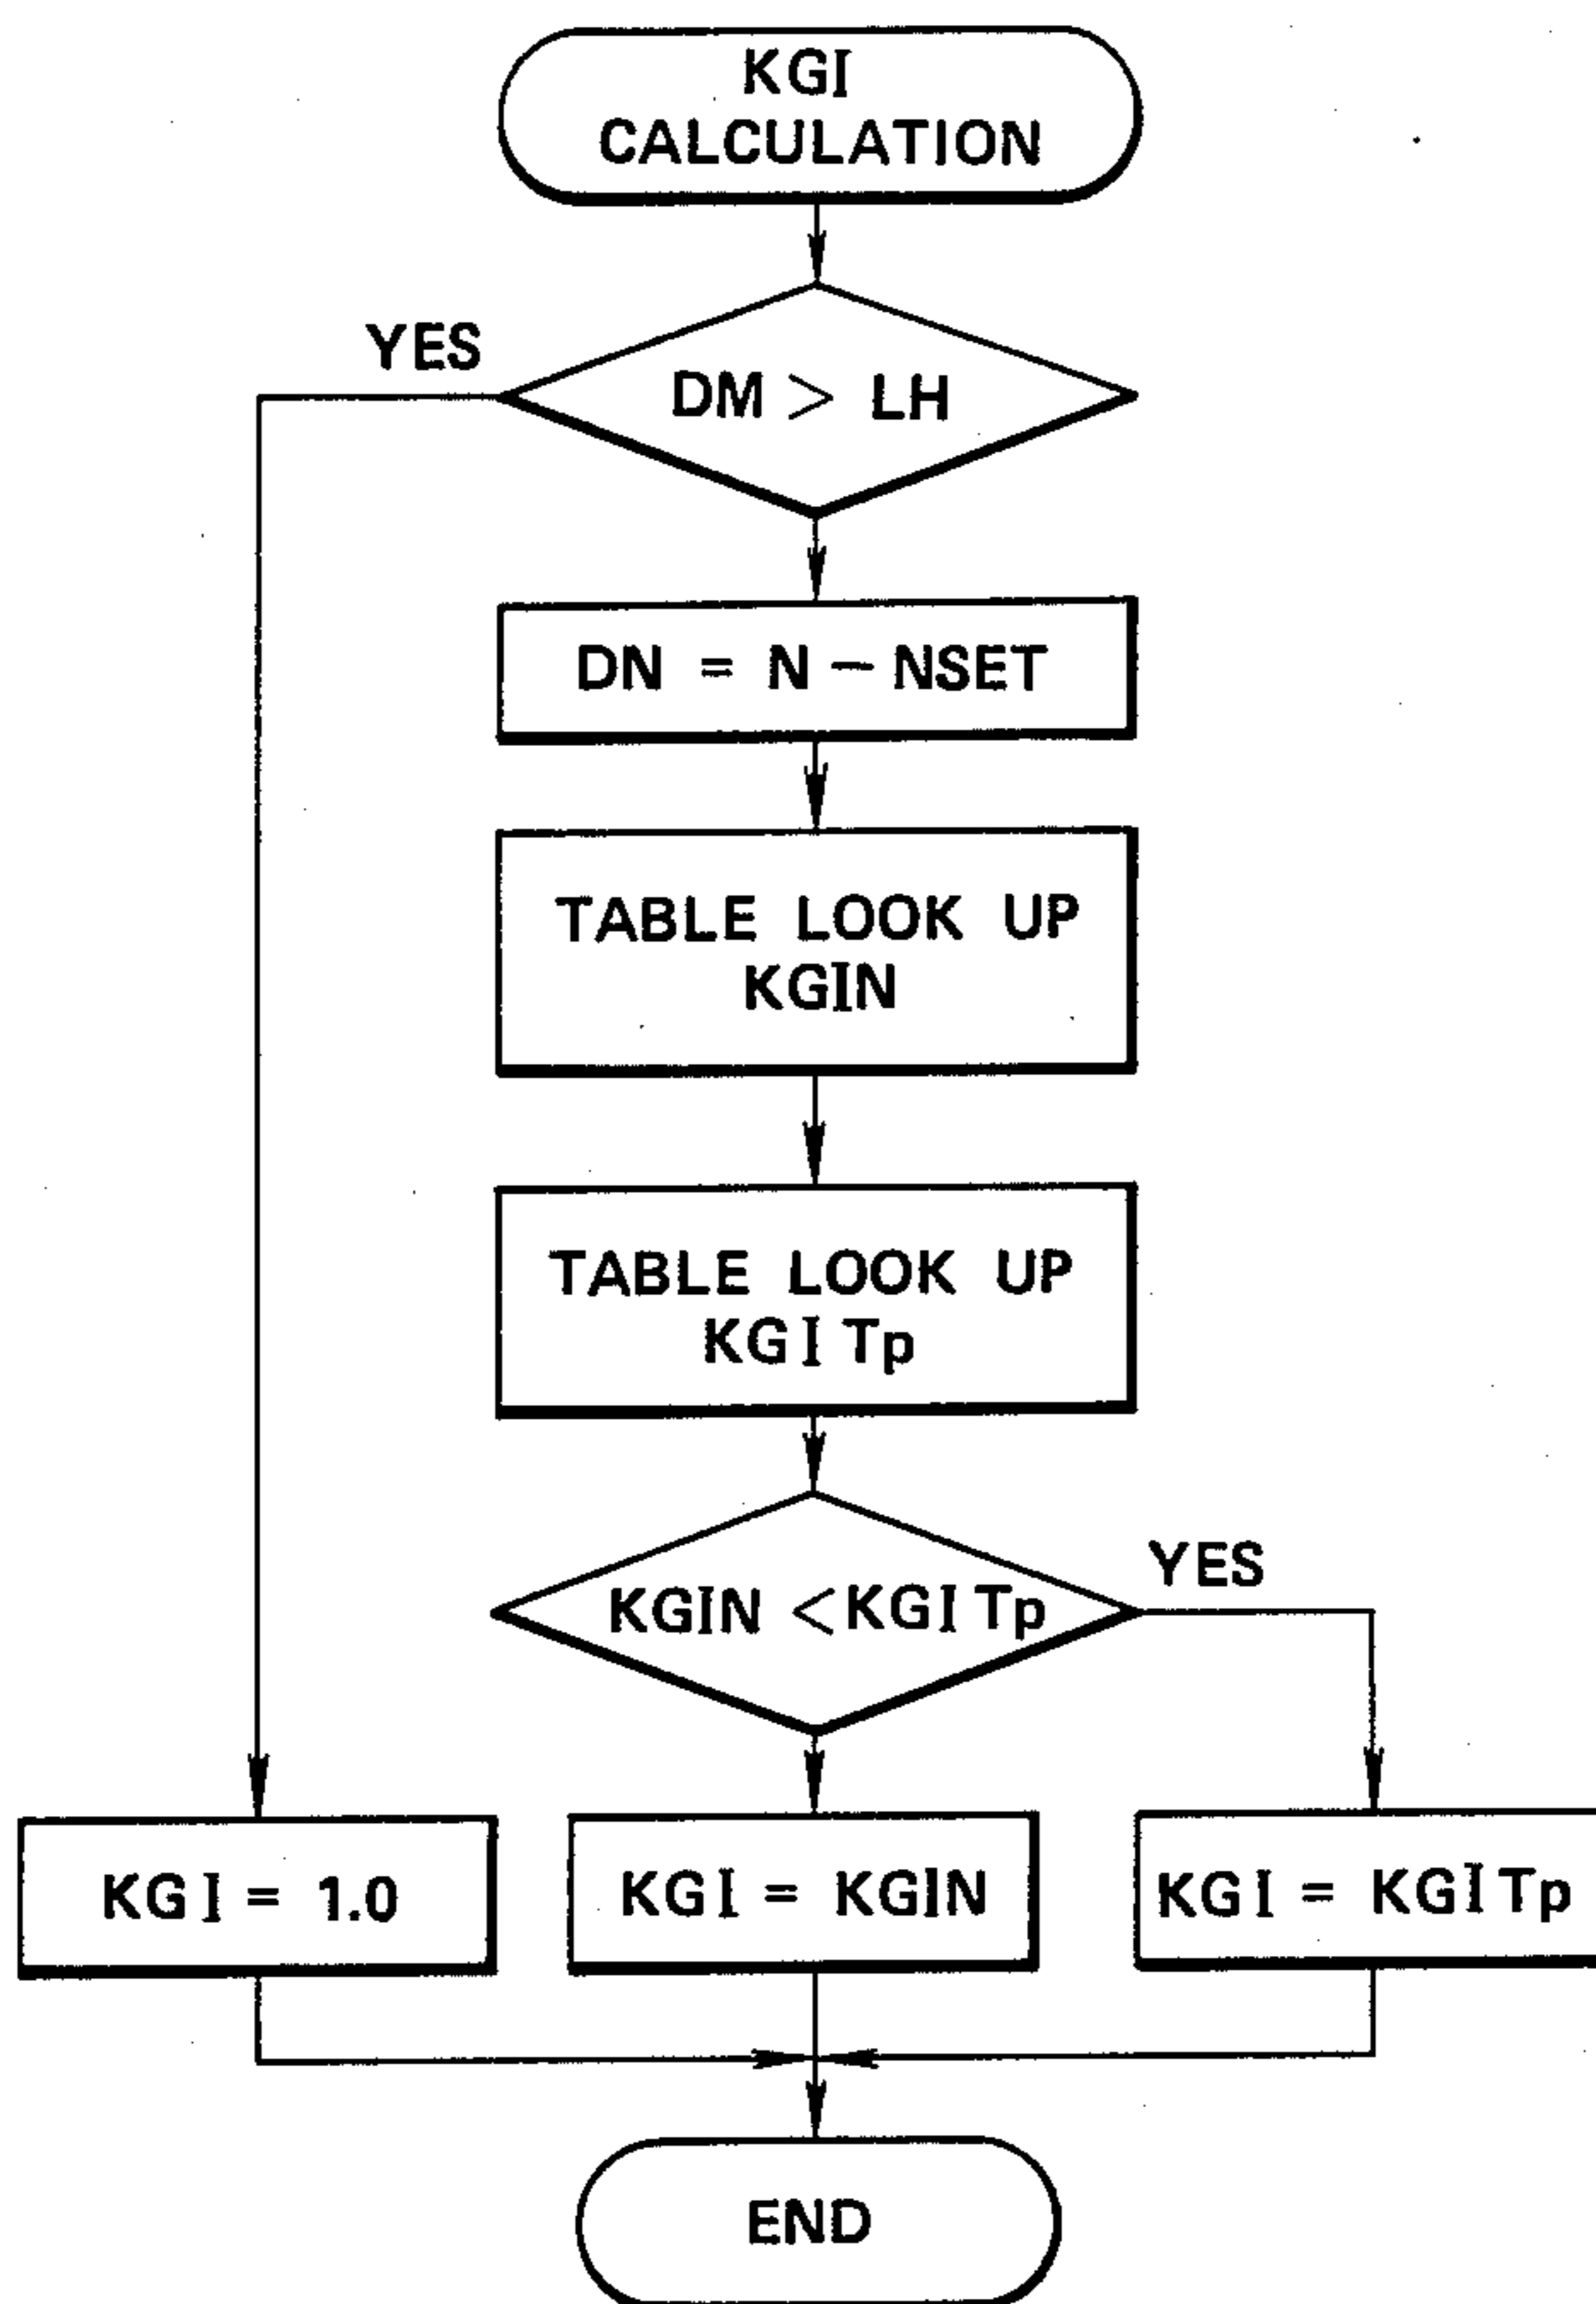 KGI
CALCULATION
YES
DM > LH
DN = N − NSET
TABLE LOOK UP
KGIN
TABLE LOOK UP
KGI Tp
YES
KGIN < KGI Tp
KGI = 1.0
KGI = KGIN
KGI = KGI Tp
END